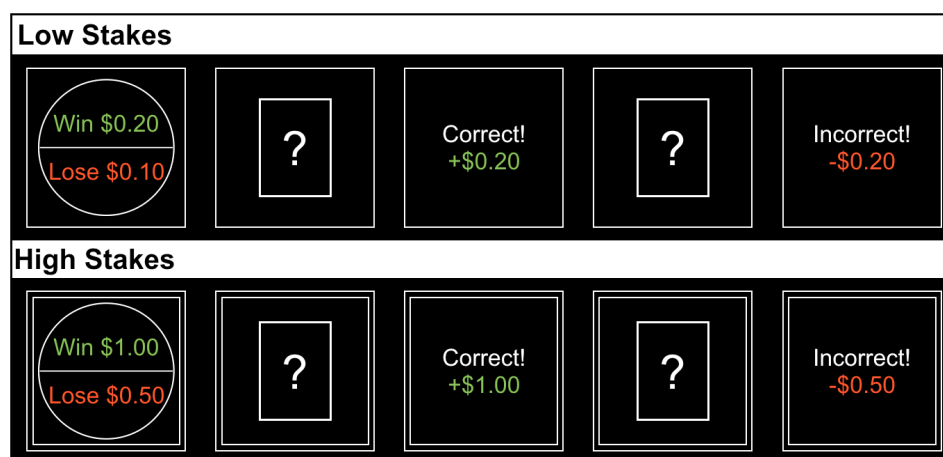 Low Stakes
Win $0.20
Lose $0.10
?
Correct!
+$0.20
?
Incorrect!
-$0.20
High Stakes
Win $1.00
Lose $0.50
?
Correct!
+$1.00
?
Incorrect!
-$0.50